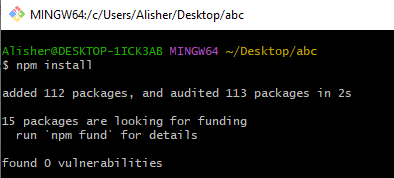 MINGW64:/c/Users/Alisher/Desktop/abc
Alisher@DESKTOP-1ICK3AB MINGW64 ~/Desktop/abc
$ npm install
added 112 packages, and audited 113 packages in 2s
15 packages are looking for funding
  run `npm fund` for details
found 0 vulnerabilities